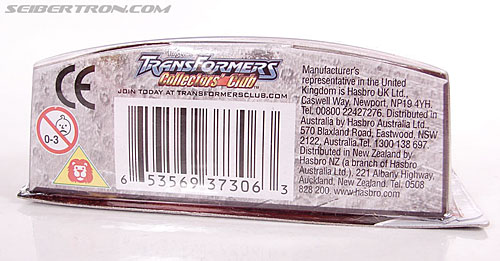 SEIBERTRON.COM
TRANSFORMERS
Collectors' Club
JOIN TODAY AT TRANSFORMERSCLUB.COM
CE
0-3
6 53569 37306 3
Manufacturer's
representative in the United
Kingdom is Hasbro UK Ltd.,
Caswell Way, Newport, NP19 4YH.
Tel. 00800 22427276. Distributed in
Australia by Hasbro Australia Ltd.,
570 Blaxland Road, Eastwood, NSW
2122, Australia.Tel. 1300 138 697.
Distributed in New Zealand by
Hasbro NZ (a branch of Hasbro
Australia Ltd.), 221 Albany Highway,
Auckland, New Zealand. Tel. 0508
828 200. www.hasbro.com